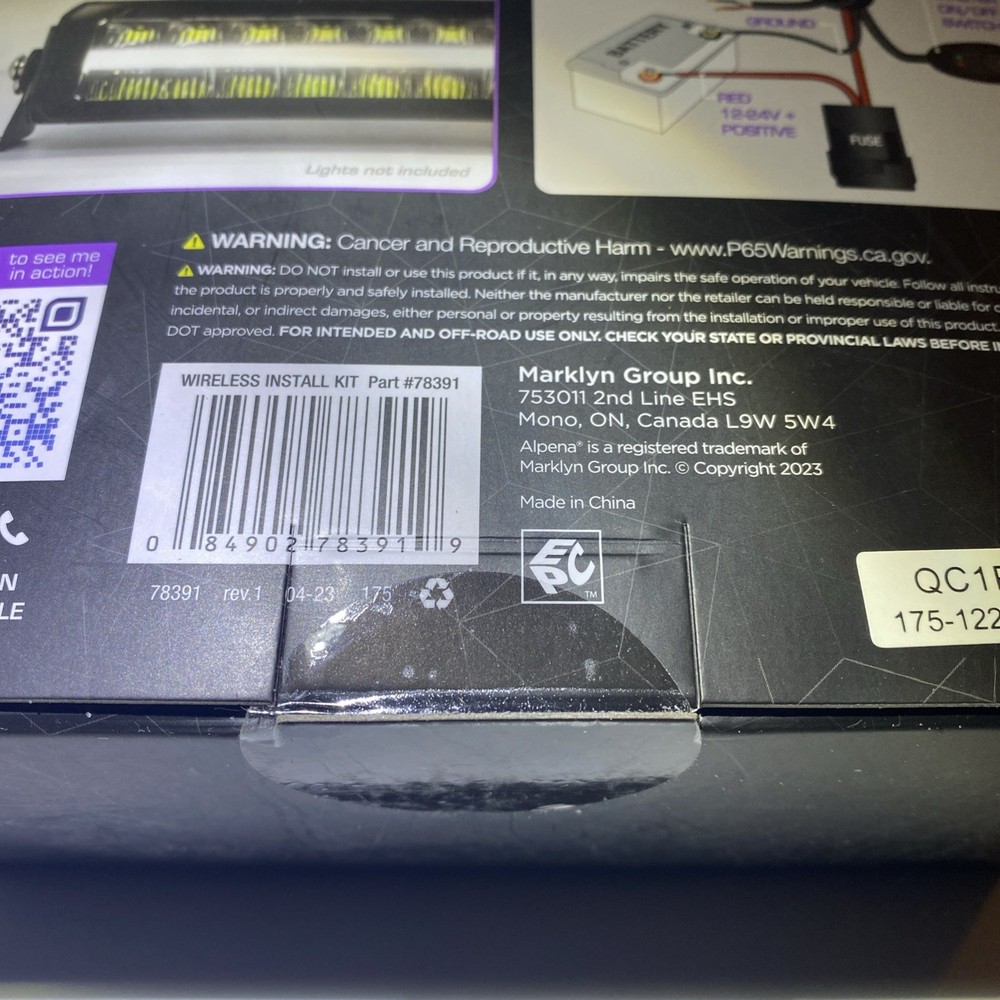 GROUND
ON/OFF
SWITCH
BATTERY
RED
12-24V +
POSITIVE
FUSE
Lights not included
to see me
in action!
WARNING: Cancer and Reproductive Harm - www.P65Warnings.ca.gov.
WARNING: DO NOT install or use this product if it, in any way, impairs the safe operation of your vehicle. Follow all
the product is properly and safely installed. Neither the manufacturer nor the retailer can be held responsible or liable for
incidental, or indirect damages, either personal or property resulting from the installation or improper use of this product.
DOT approved. FOR INTENDED AND OFF-ROAD USE ONLY. CHECK YOUR STATE OR PROVINCIAL LAWS BEFORE
WIRELESS INSTALL KIT Part #78391
0 84902 78391 9
78391 rev.1 04-23 175
Marklyn Group Inc.
753011 2nd Line EHS
Mono, ON, Canada L9W 5W4
Alpena® is a registered trademark of
Marklyn Group Inc. © Copyright 2023
Made in China
EPC TM
QC1
175-122